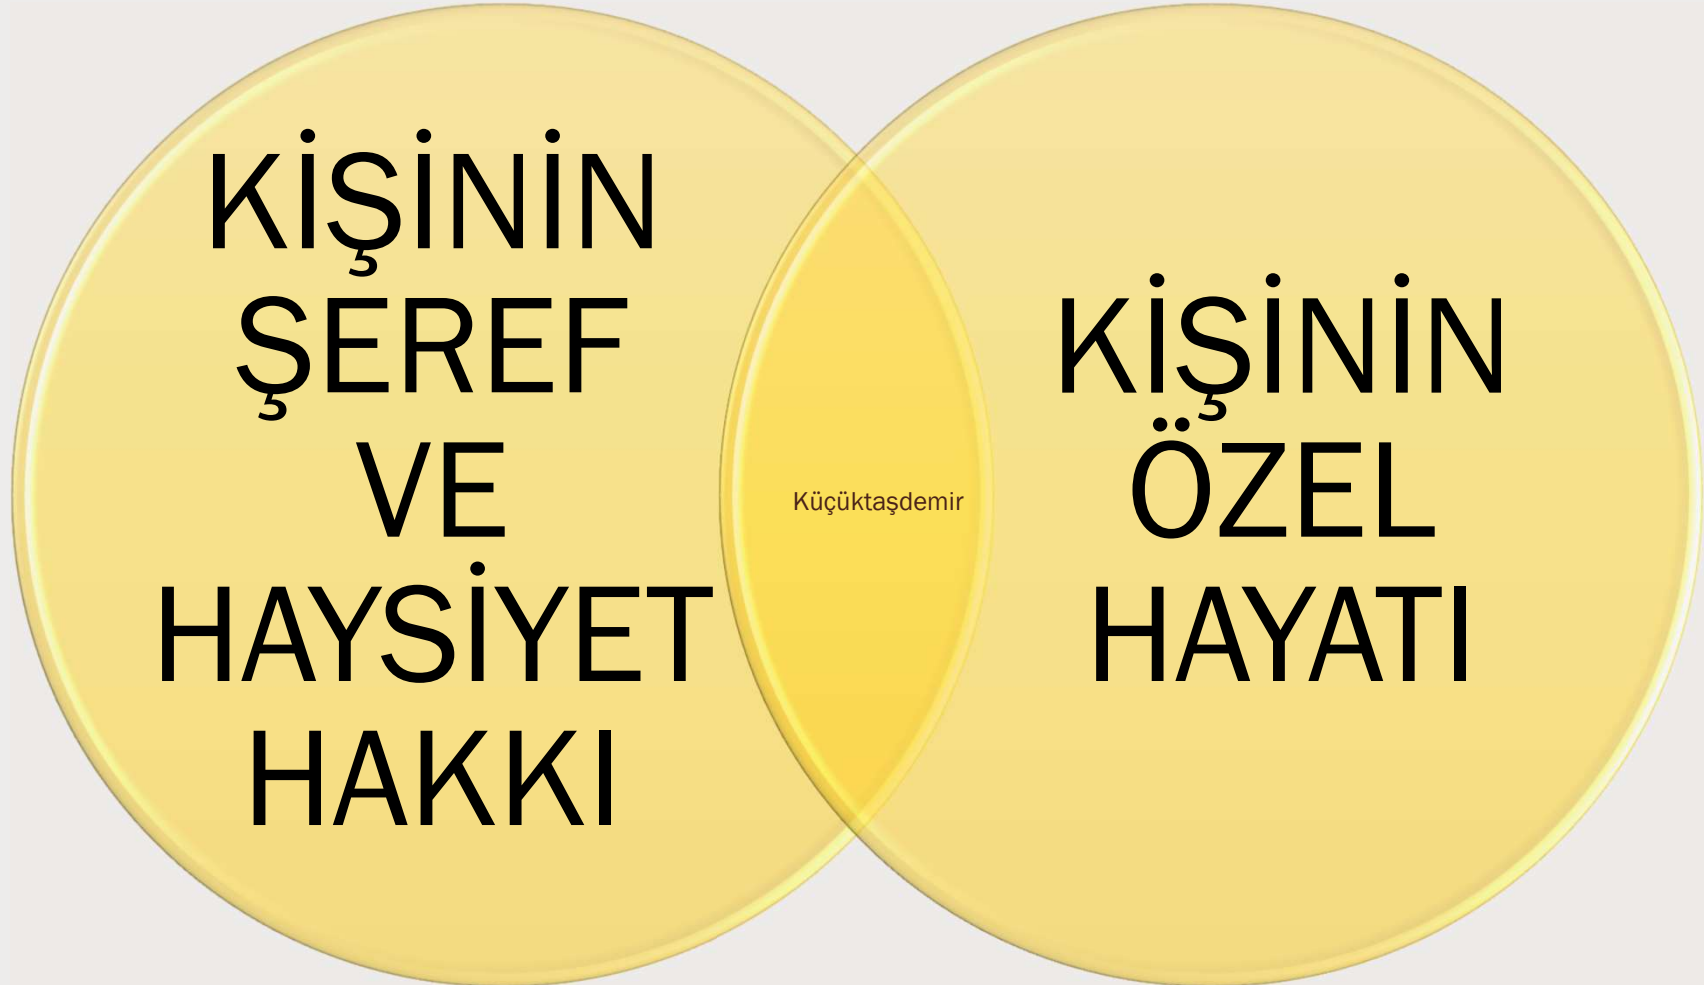 KİŞİNİN
ŞEREF
VE
HAYSİYET
HAKKI
Küçüktaşdemir
KİŞİNİN
ÖZEL
HAYATI